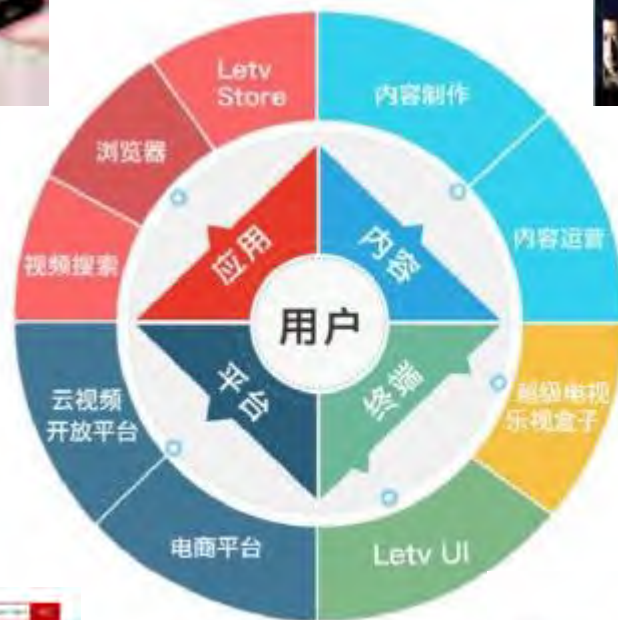 Letv
Store
内容制作
浏览器
内容运营
视频搜索
应用
内容
用户
平台
终端
云视频
开放平台
超级电视
乐视盒子
电商平台
Letv UI